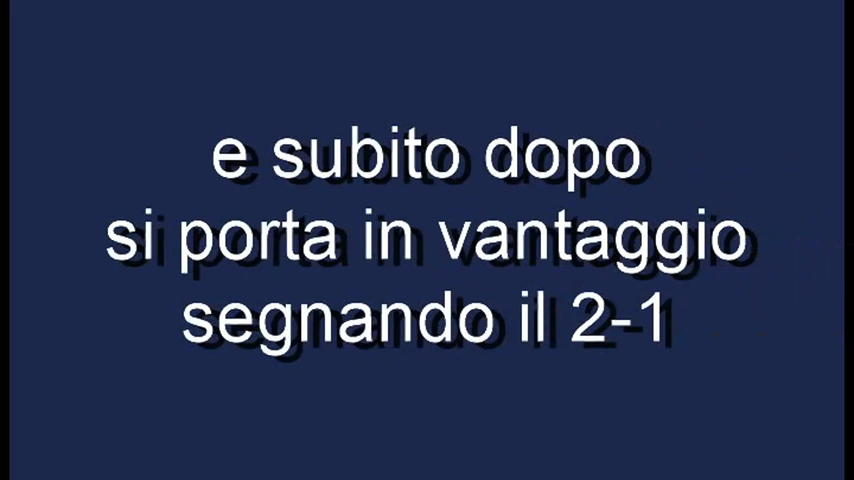 e subito dopo
si porta in vantaggio
segnando il 2-1